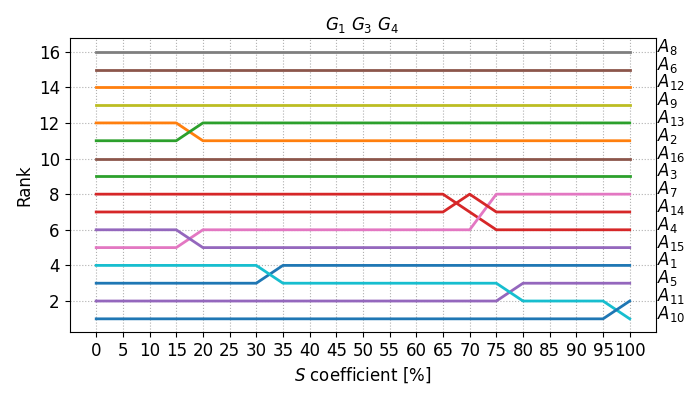 G₁ G₃ G₄
16
14
12
10
8
6
4
2
Rank
A₈
A₆
A₁₂
A₉
A₁₃
A₂
A₁₆
A₃
A₇
A₁₄
A₄
A₁₅
A₁
A₅
A₁₁
A₁₀
0 5 10 15 20 25 30 35 40 45 50 55 60 65 70 75 80 85 90 95 100
S coefficient [%]